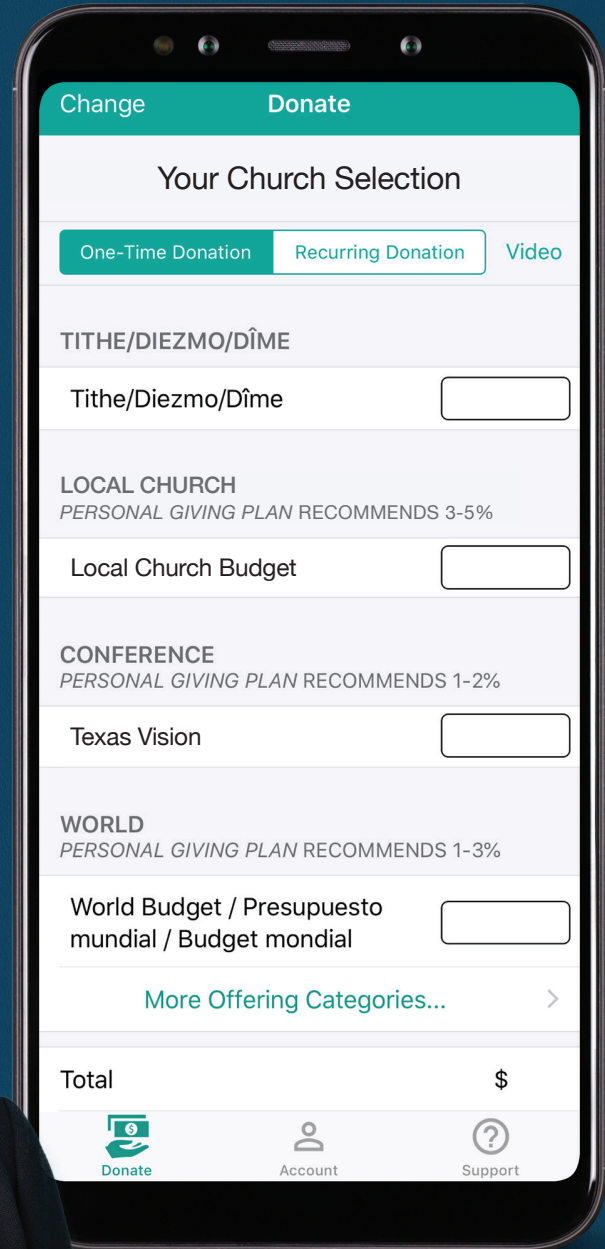 Change Donate
Your Church Selection
One-Time Donation Recurring Donation Video
TITHE/DIEZMO/DÎME
Tithe/Diezmo/Dîme
LOCAL CHURCH
PERSONAL GIVING PLAN RECOMMENDS 3-5%
Local Church Budget
CONFERENCE
PERSONAL GIVING PLAN RECOMMENDS 1-2%
Texas Vision
WORLD
PERSONAL GIVING PLAN RECOMMENDS 1-3%
World Budget / Presupuesto
mundial / Budget mondial
More Offering Categories...
Total $
Donate Account Support